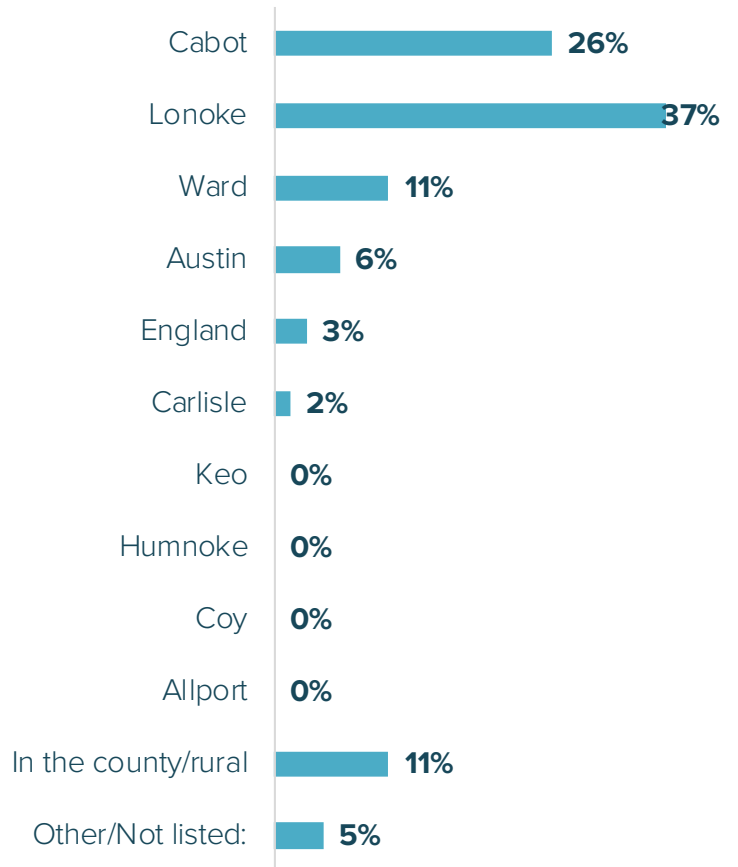 Cabot 26%
Lonoke 37%
Ward 11%
Austin 6%
England 3%
Carlisle 2%
Keo 0%
Humnoke 0%
Coy 0%
Allport 0%
In the county/rural 11%
Other/Not listed: 5%